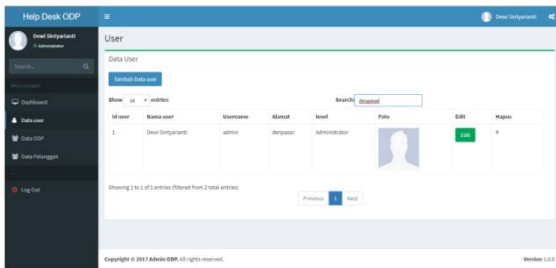 Help Desk ODP
Dewi Sintyarianti
Dewi Sintyarianti
Administrator
Search...
Dashboard
Data user
Data ODP
Data Pelanggan
Log Out
User
Data User
Tambah Data user
Show 10 entries
Search: denpasar
Id user Nama user Username Alamat level Foto Edit Hapus
1 Dewi Sintyarianti admin denpasar Administrator Edit
Showing 1 to 1 of 1 entries (filtered from 2 total entries)
Previous 1 Next
Copyright © 2017 Admin ODP. All rights reserved.
Version 1.0.0